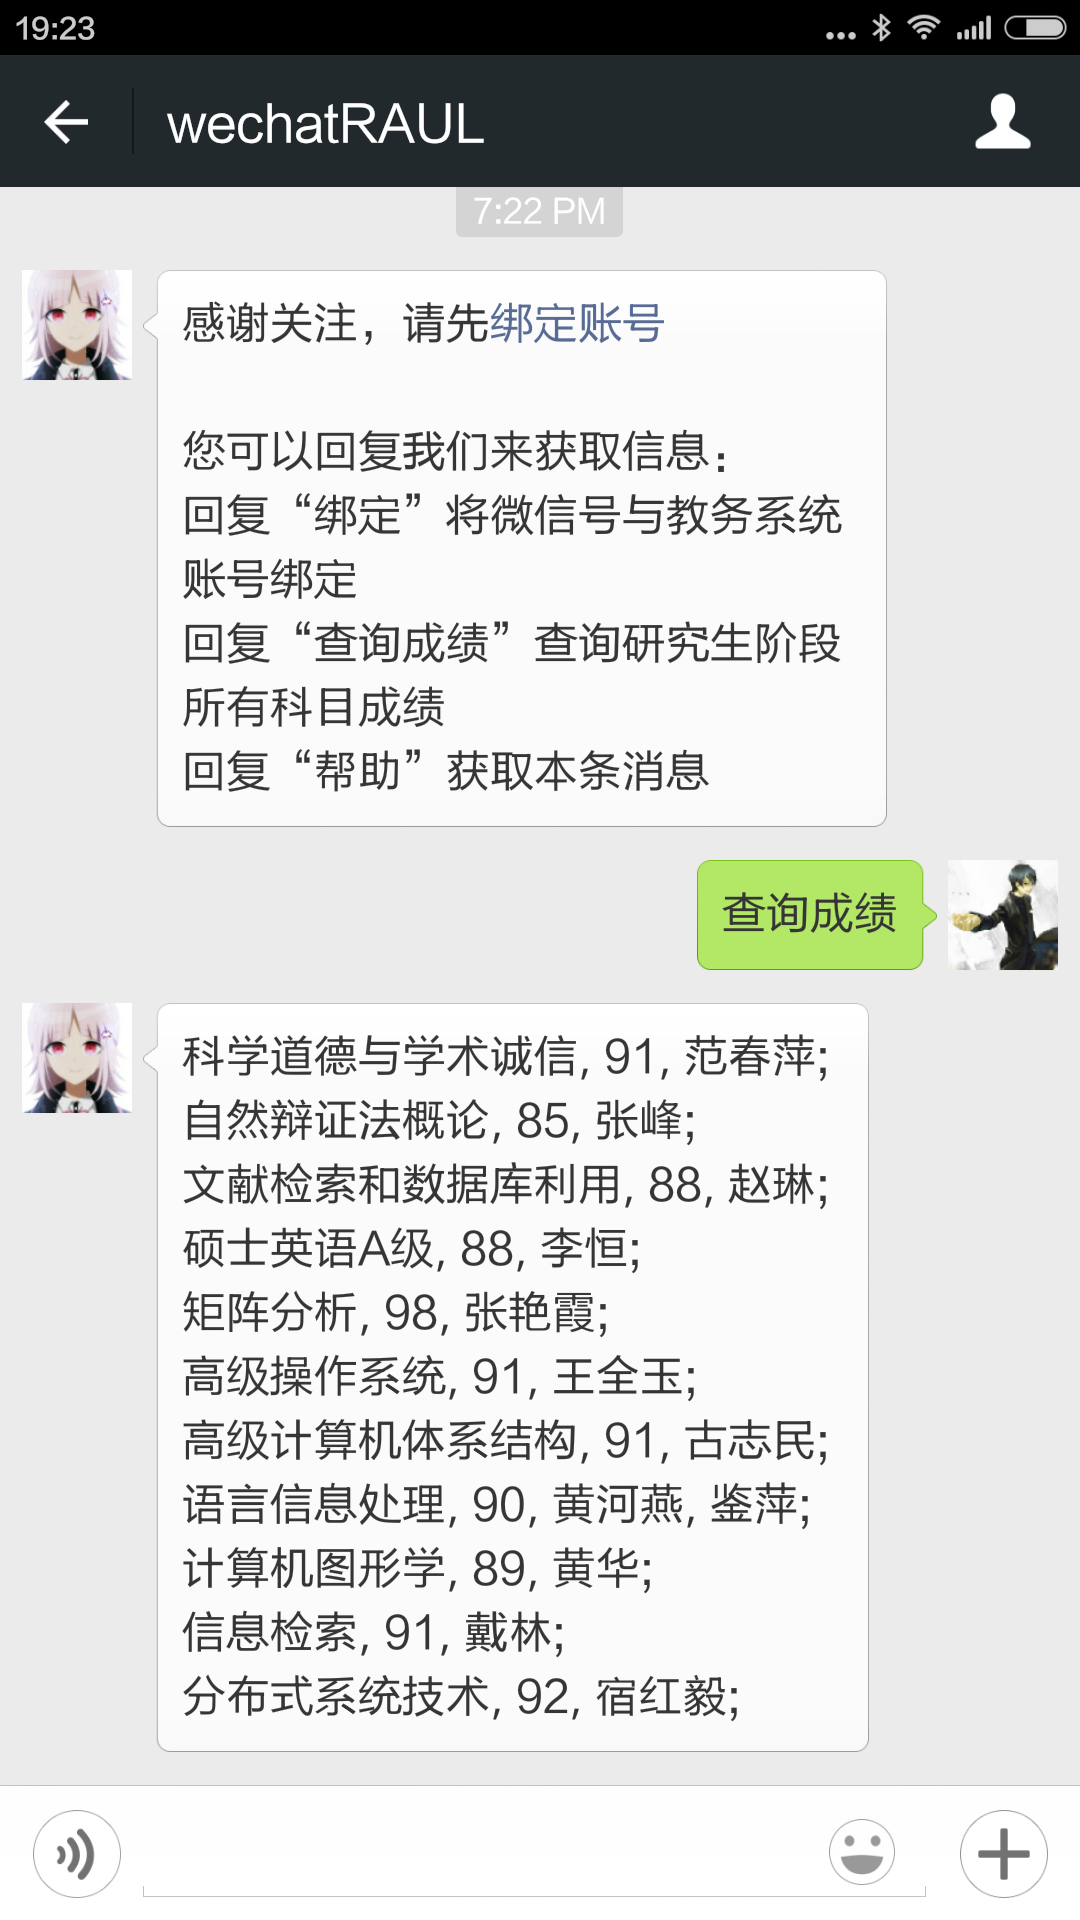 19:23
wechatRAUL
7:22 PM
感谢关注，请先绑定账号
您可以回复我们来获取信息：
回复“绑定”将微信号与教务系统
账号绑定
回复“查询成绩”查询研究生阶段
所有科目成绩
回复“帮助”获取本条消息
查询成绩
科学道德与学术诚信, 91, 范春萍;
自然辩证法概论, 85, 张峰;
文献检索和数据库利用, 88, 赵琳;
硕士英语A级, 88, 李恒;
矩阵分析, 98, 张艳霞;
高级操作系统, 91, 王全玉;
高级计算机体系结构, 91, 古志民;
语言信息处理, 90, 黄河燕, 鉴萍;
计算机图形学, 89, 黄华;
信息检索, 91, 戴林;
分布式系统技术, 92, 宿红毅;